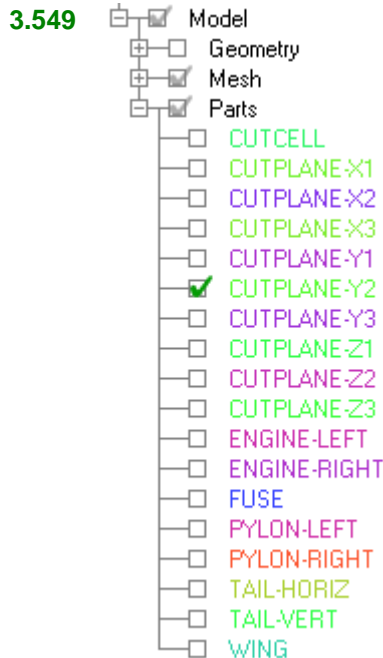 3.549 Model
Geometry
Mesh
Parts
CUTCELL
CUTPLANE-X1
CUTPLANE-X2
CUTPLANE-X3
CUTPLANE-Y1
CUTPLANE-Y2
CUTPLANE-Y3
CUTPLANE-Z1
CUTPLANE-Z2
CUTPLANE-Z3
ENGINE-LEFT
ENGINE-RIGHT
FUSE
PYLON-LEFT
PYLON-RIGHT
TAIL-HORIZ
TAIL-VERT
WING